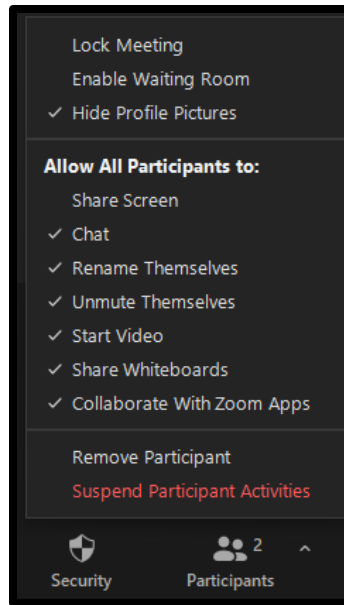 Lock Meeting
Enable Waiting Room
✓ Hide Profile Pictures
Allow All Participants to:
Share Screen
✓ Chat
✓ Rename Themselves
✓ Unmute Themselves
✓ Start Video
✓ Share Whiteboards
✓ Collaborate With Zoom Apps
Remove Participant
Suspend Participant Activities
2
Security Participants